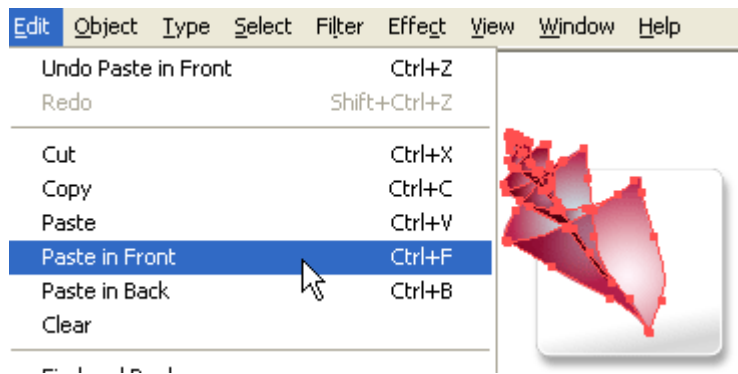 Edit Object Type Select Filter Effect View Window Help
Undo Paste in Front Ctrl+Z
Redo Shift+Ctrl+Z
Cut Ctrl+X
Copy Ctrl+C
Paste Ctrl+V
Paste in Front Ctrl+F
Paste in Back Ctrl+B
Clear